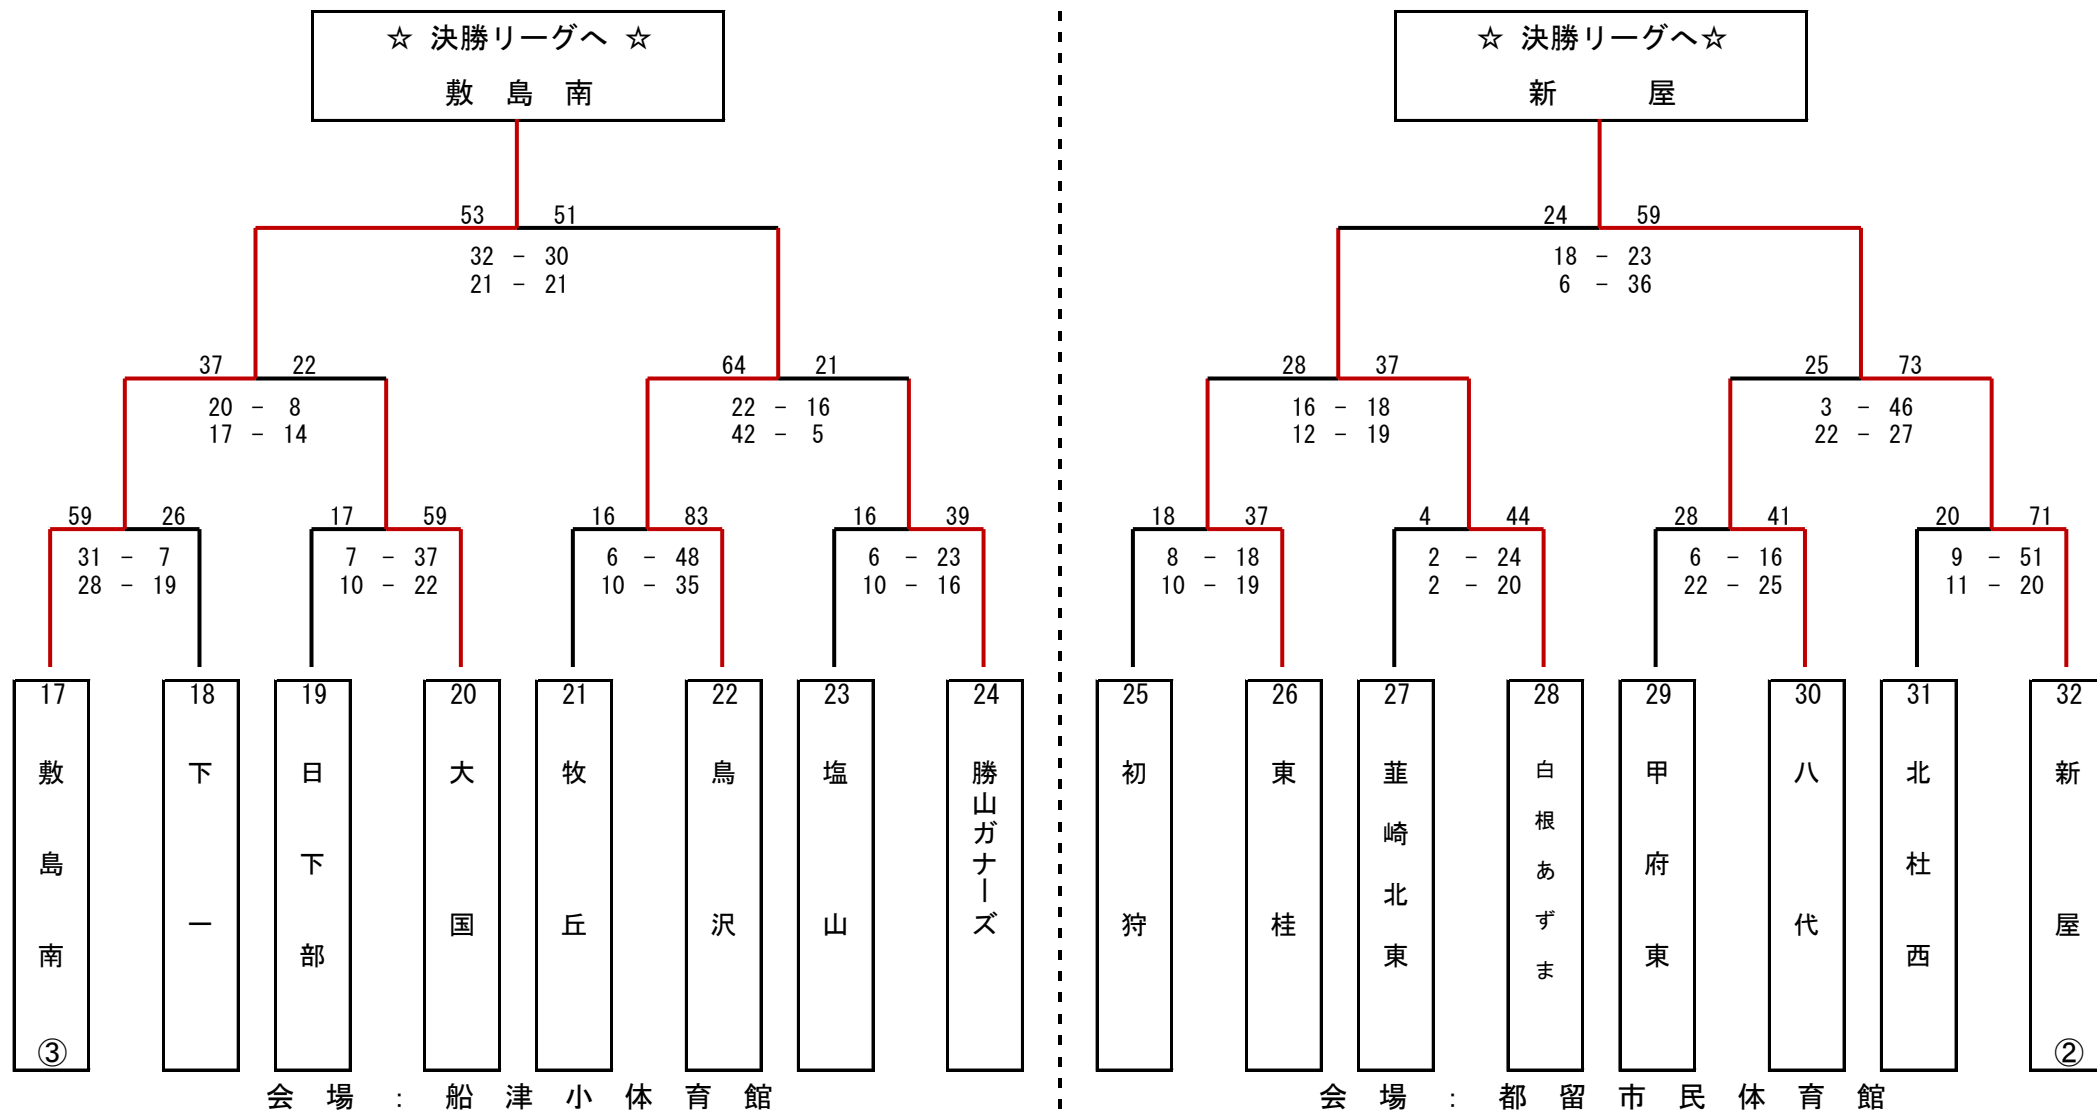 ☆ 決勝リーグへ ☆
敷島南
53 51
32 － 30
21 － 21
37 22
20 － 8
17 － 14
64 21
22 － 16
42 － 5
59 26
31 － 7
28 － 19
17 59
7 － 37
10 － 22
16 83
6 － 48
10 － 35
16 39
6 － 23
10 － 16
17
敷島南
③
18
下一
19
日下部
20
大国
21
牧丘
22
鳥沢
23
塩山
24
勝山ガナーズ
会場：船津小体育館
☆ 決勝リーグへ☆
新屋
24 59
18 － 23
6 － 36
28 37
16 － 18
12 － 19
25 73
3 － 46
22 － 27
18 37
8 － 18
10 － 19
4 44
2 － 24
2 － 20
28 41
6 － 16
22 － 25
20 71
9 － 51
11 － 20
25
初狩
26
東桂
27
韮崎北東
28
白根あずま
29
甲府東
30
八代
31
北杜西
32
新屋
②
会場：都留市民体育館